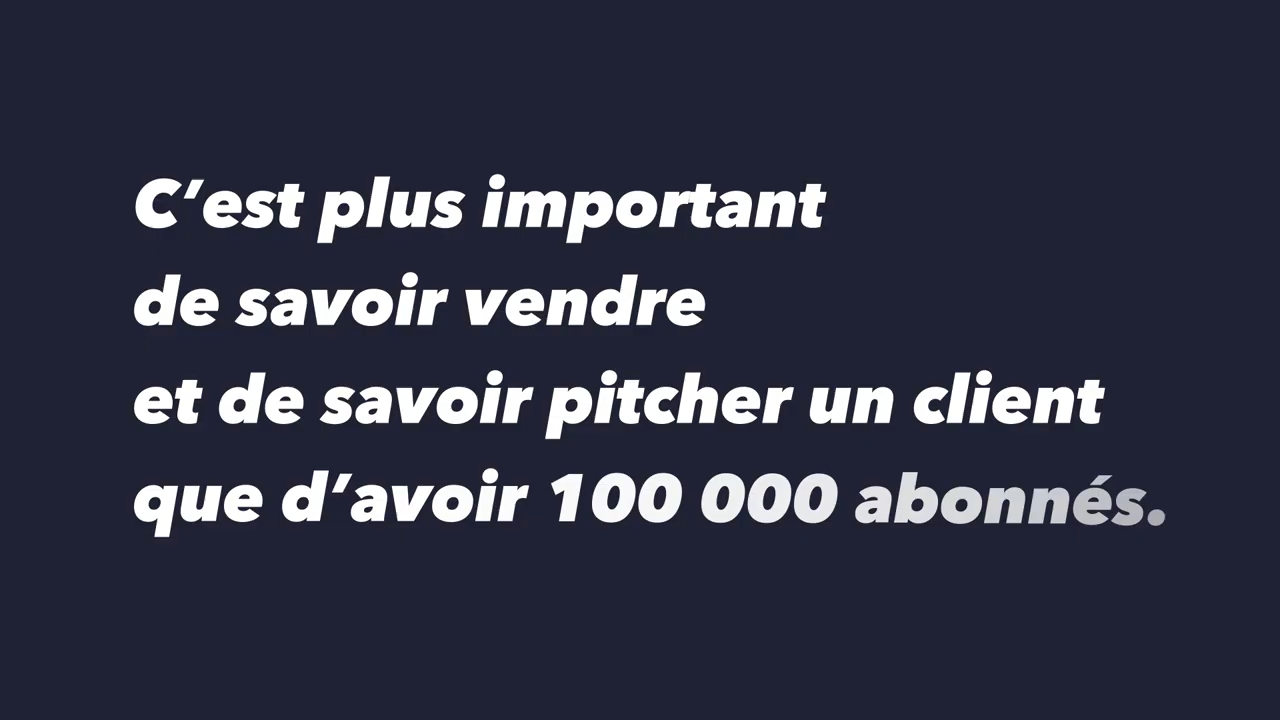 C’est plus important
de savoir vendre
et de savoir pitcher un client
que d’avoir 100 000 abonnés.